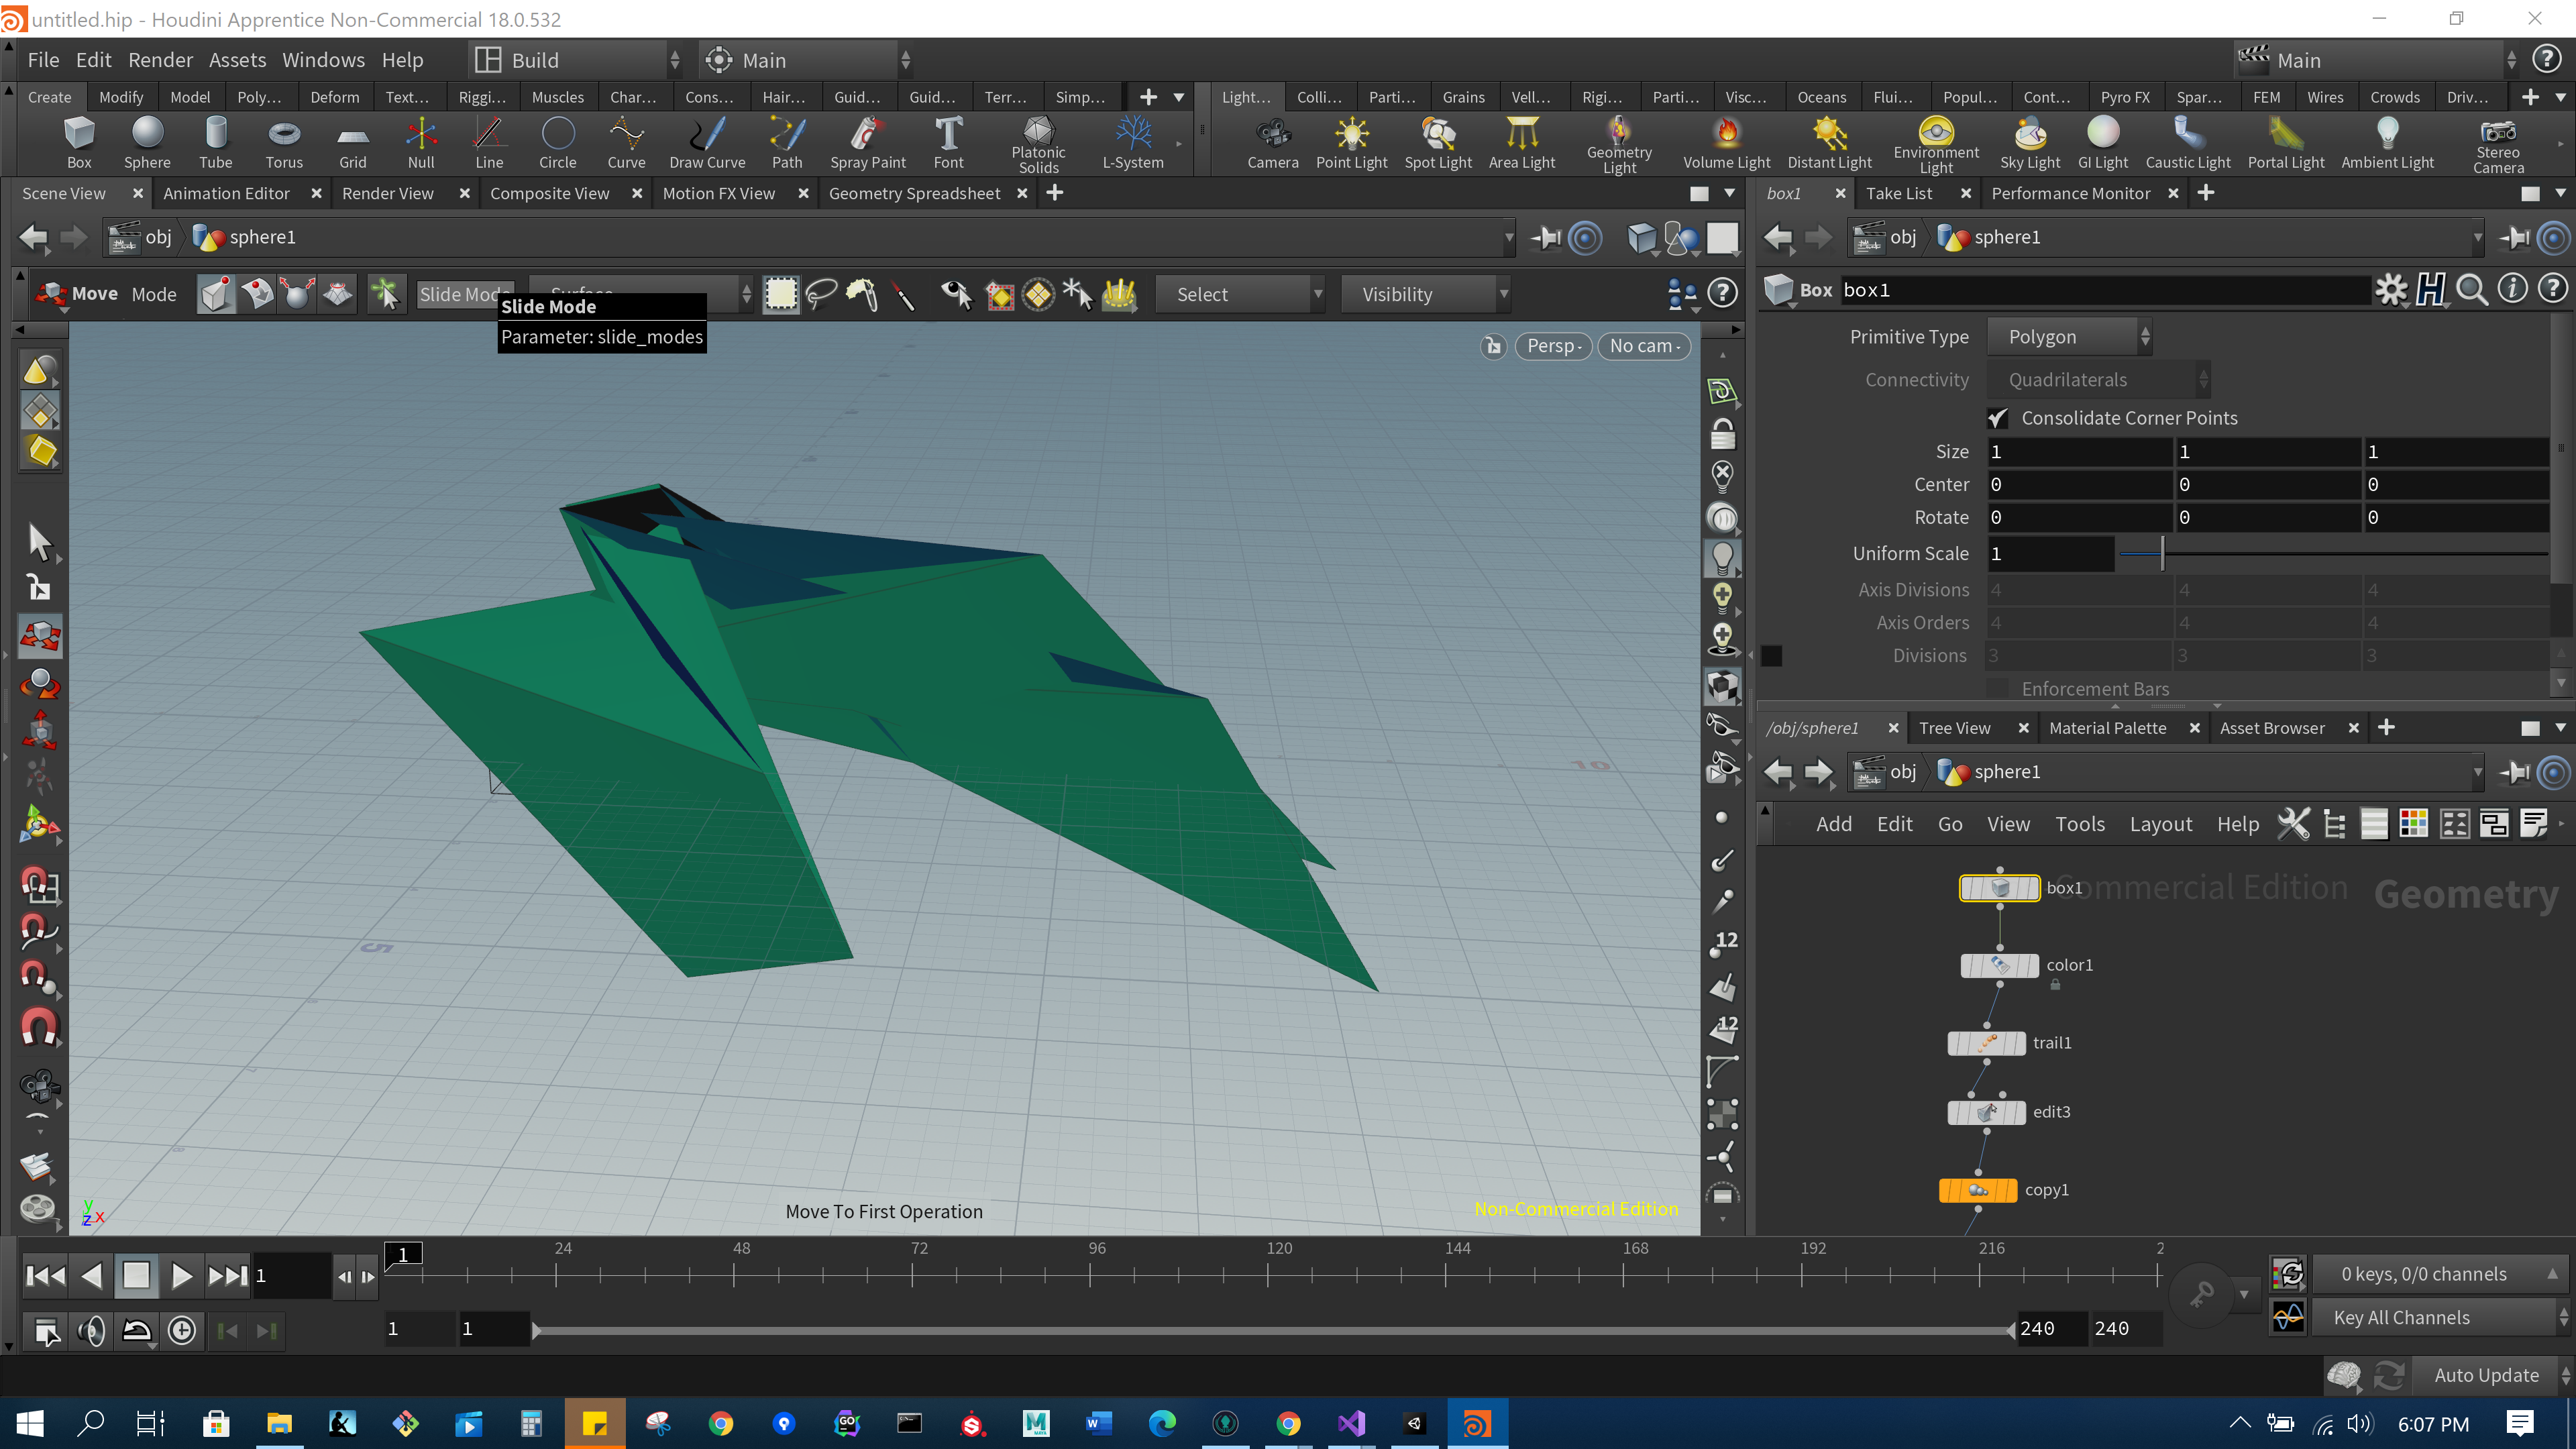 untitled.hip - Houdini Apprentice Non-Commercial 18.0.532
File Edit Render Assets Windows Help Build Main Main
Create Modify Model Poly... Deform Text... Riggi... Muscles Char... Cons... Hair... Guid... Guid... Terr... Simp... Light... Colli... Parti... Grains Vell... Rigi... Parti... Visc... Oceans Flui... Popul... Cont... Pyro FX Spar... FEM Wires Crowds Driv...
Box Sphere Tube Torus Grid Null Line Circle Curve Draw Curve Path Spray Paint Font Platonic Solids L-System Camera Point Light Spot Light Area Light Geometry Light Volume Light Distant Light Environment Light Sky Light GI Light Caustic Light Portal Light Ambient Light Stereo Camera
Scene View Animation Editor Render View Composite View Motion FX View Geometry Spreadsheet
obj sphere1
Move Mode Slide Mode Select Visibility
Slide Mode
Parameter: slide_modes
Persp No cam
10
5
Move To First Operation
Non-Commercial Edition
y
z x
12
12
box1 Take List Performance Monitor
obj sphere1
Box box1
Primitive Type Polygon
Connectivity Quadrilaterals
Consolidate Corner Points
Size 1 1 1
Center 0 0 0
Rotate 0 0 0
Uniform Scale 1
Axis Divisions 4 4 4
Axis Orders 4 4 4
Divisions 3 3 3
Enforcement Bars
/obj/sphere1 Tree View Material Palette Asset Browser
obj sphere1
Add Edit Go View Tools Layout Help
box1 Commercial Edition Geometry
color1
trail1
edit3
copy1
1 1 24 48 72 96 120 144 168 192 216 2
0 keys, 0/0 channels
1 1 240 240 Key All Channels
Auto Update
GO
MAYA
6:07 PM